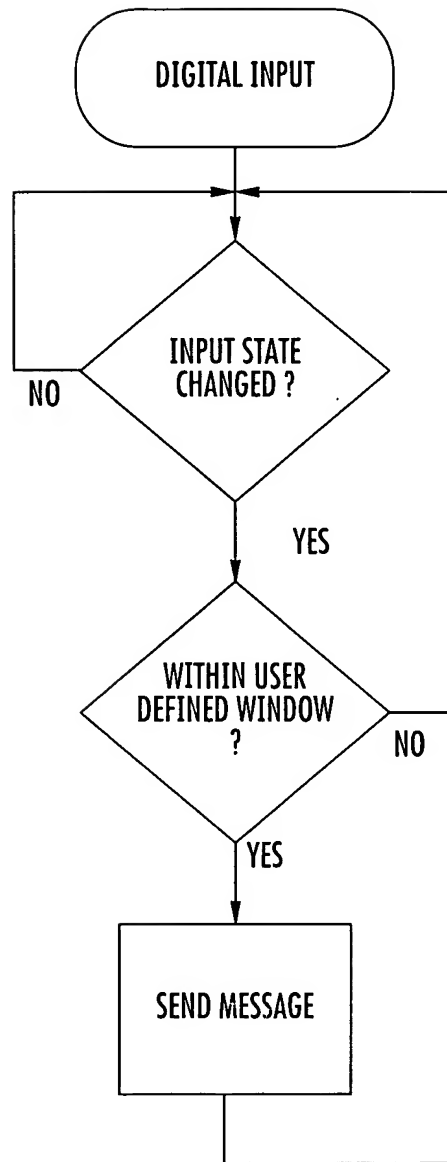 DIGITAL INPUT
INPUT STATE
CHANGED ?
NO
YES
WITHIN USER
DEFINED WINDOW
?
NO
YES
SEND MESSAGE